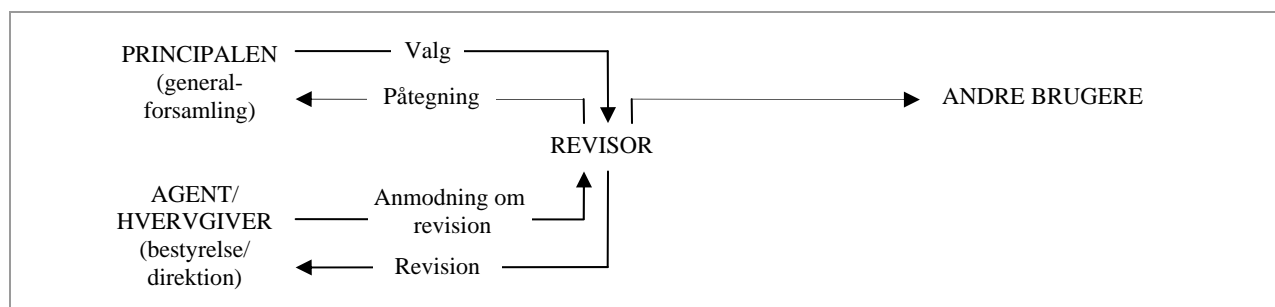 PRINCIPALEN
(general-
forsamling)
Valg
Påtegning
ANDRE BRUGERE
REVISOR
AGENT/
HVERVGIVER
(bestyrelse/
direktion)
Anmodning om
revision
Revision